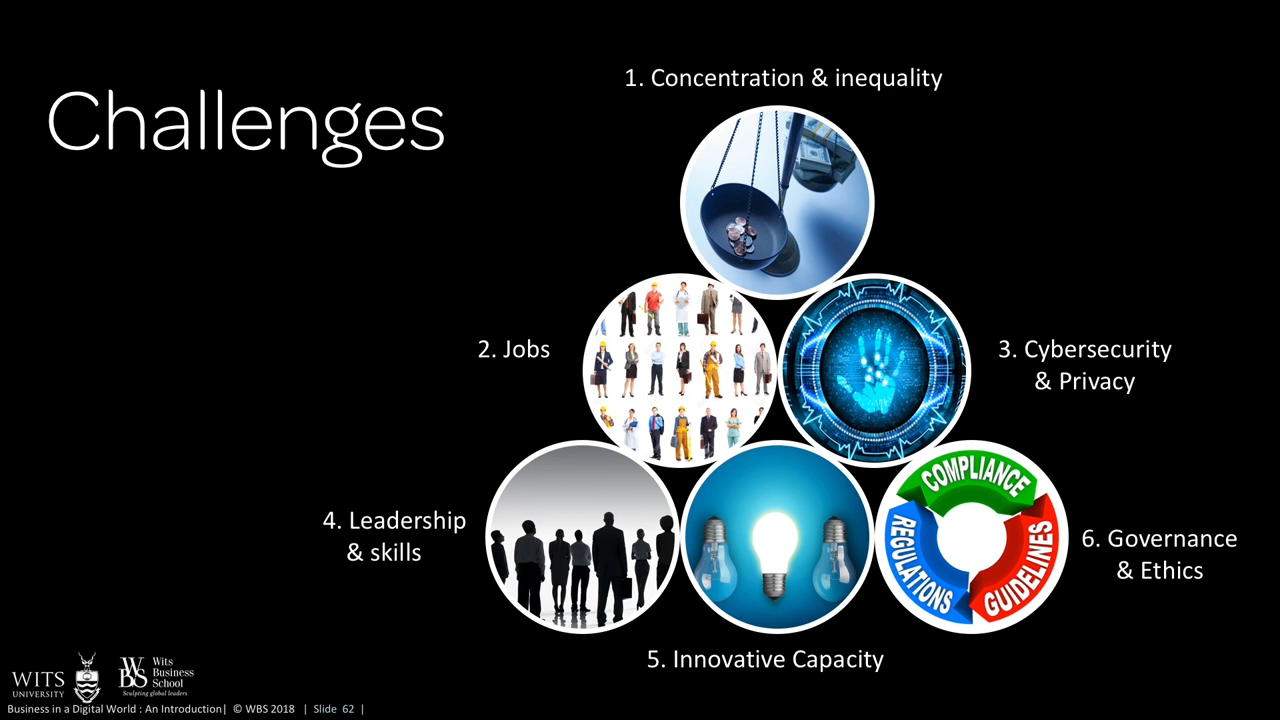 Challenges
1. Concentration & inequality
2. Jobs
3. Cybersecurity
& Privacy
4. Leadership
& skills
5. Innovative Capacity
COMPLIANCE
REGULATIONS
GUIDELINES
6. Governance
& Ethics
WITS
UNIVERSITY
WBS
Wits
Business
School
Sculpting global leaders
Business in a Digital World : An Introduction| © WBS 2018 | Slide 62 |